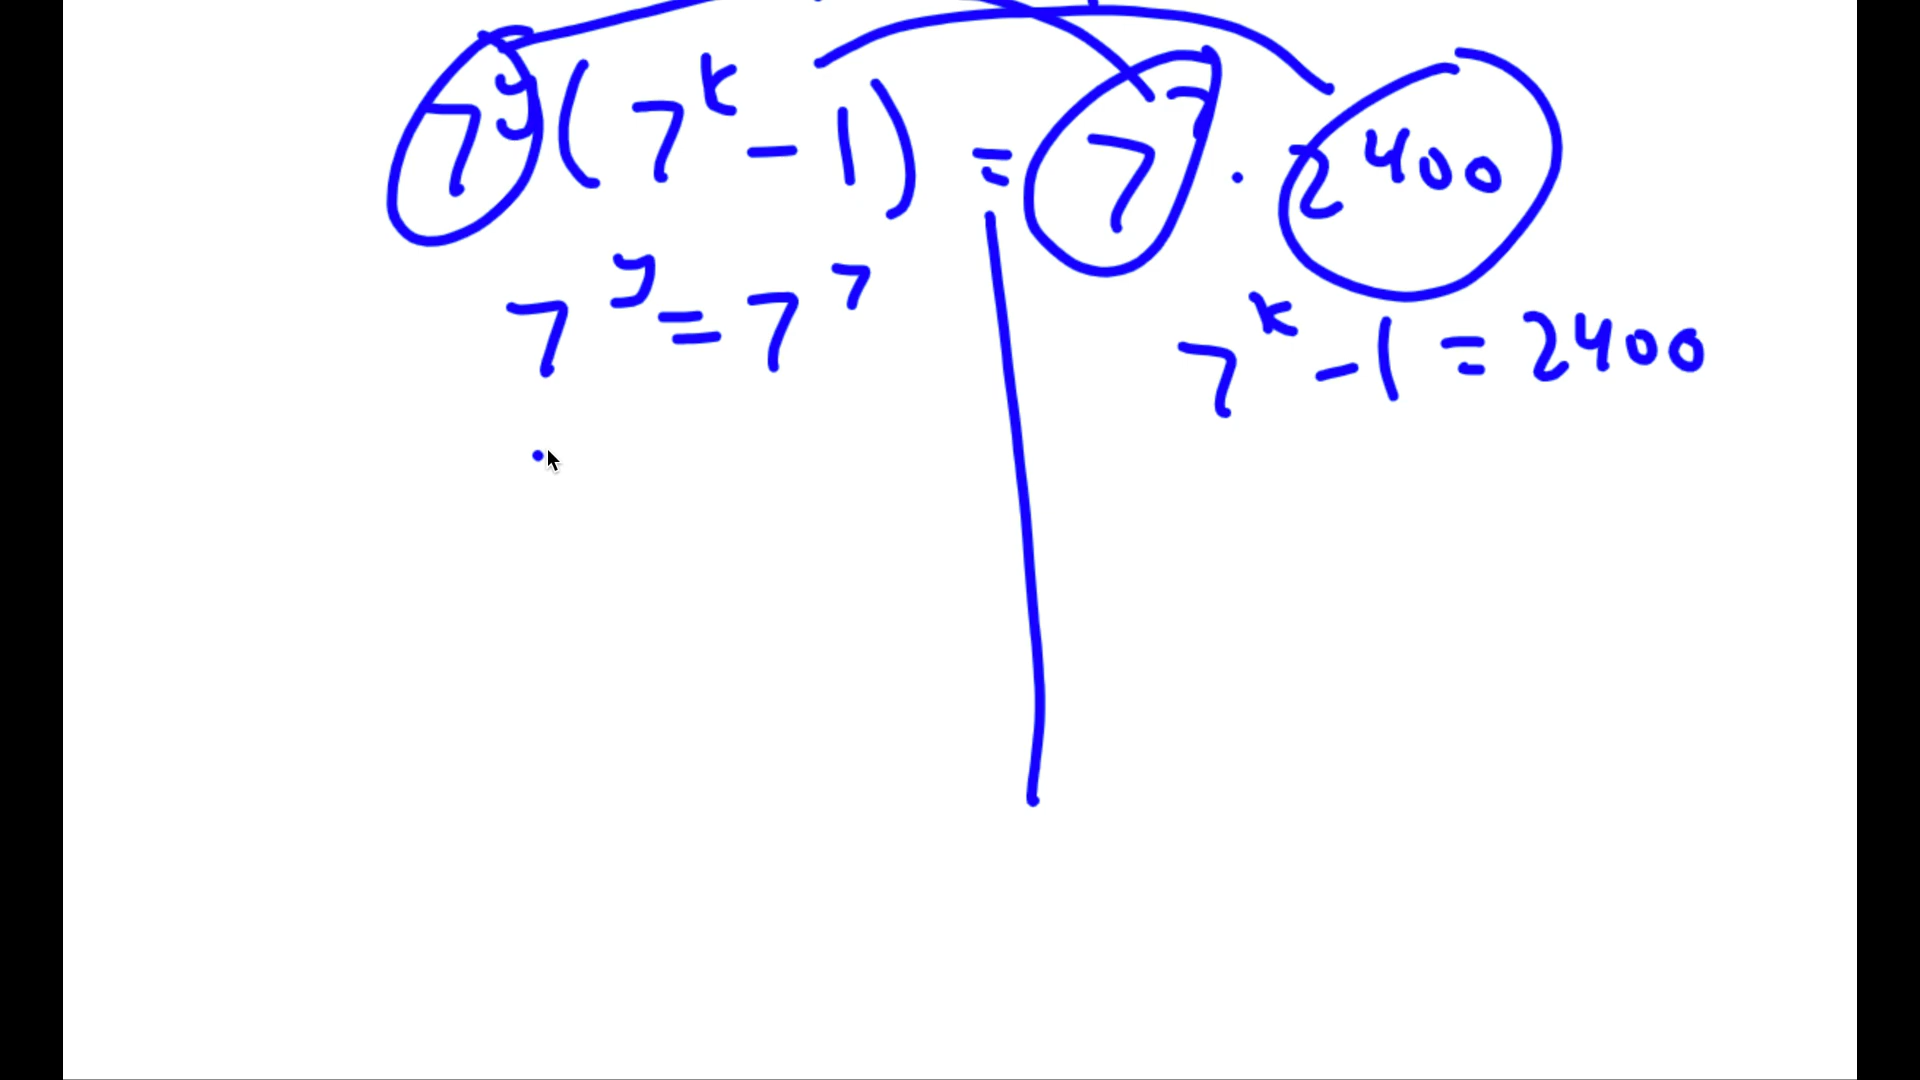 7^y (7^k - 1) = 7^7 · 2400
7^y = 7^7
7^k - 1 = 2400